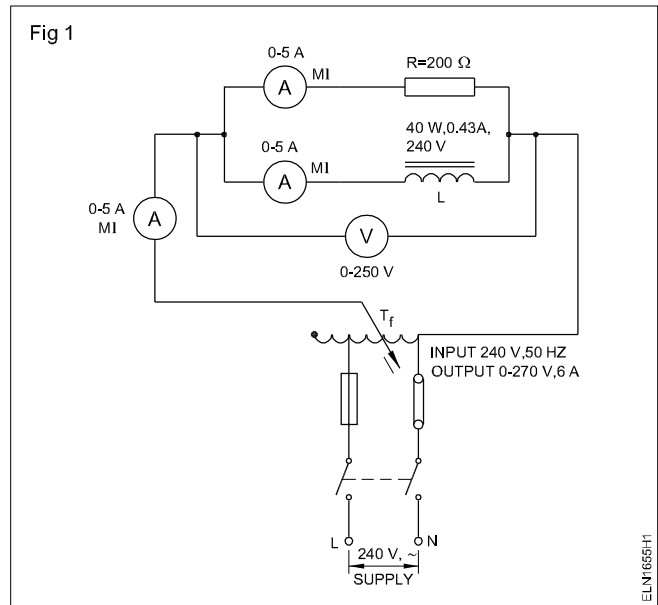 Fig 1
0-5 A
MI
A
R=200 Ω
0-5 A
MI
A
40 W,0.43A,
240 V
L
0-5 A
MI
A
V
0-250 V
Tf
INPUT 240 V,50 HZ
OUTPUT 0-270 V,6 A
L
N
240 V, ~
SUPPLY
ELN1655H1